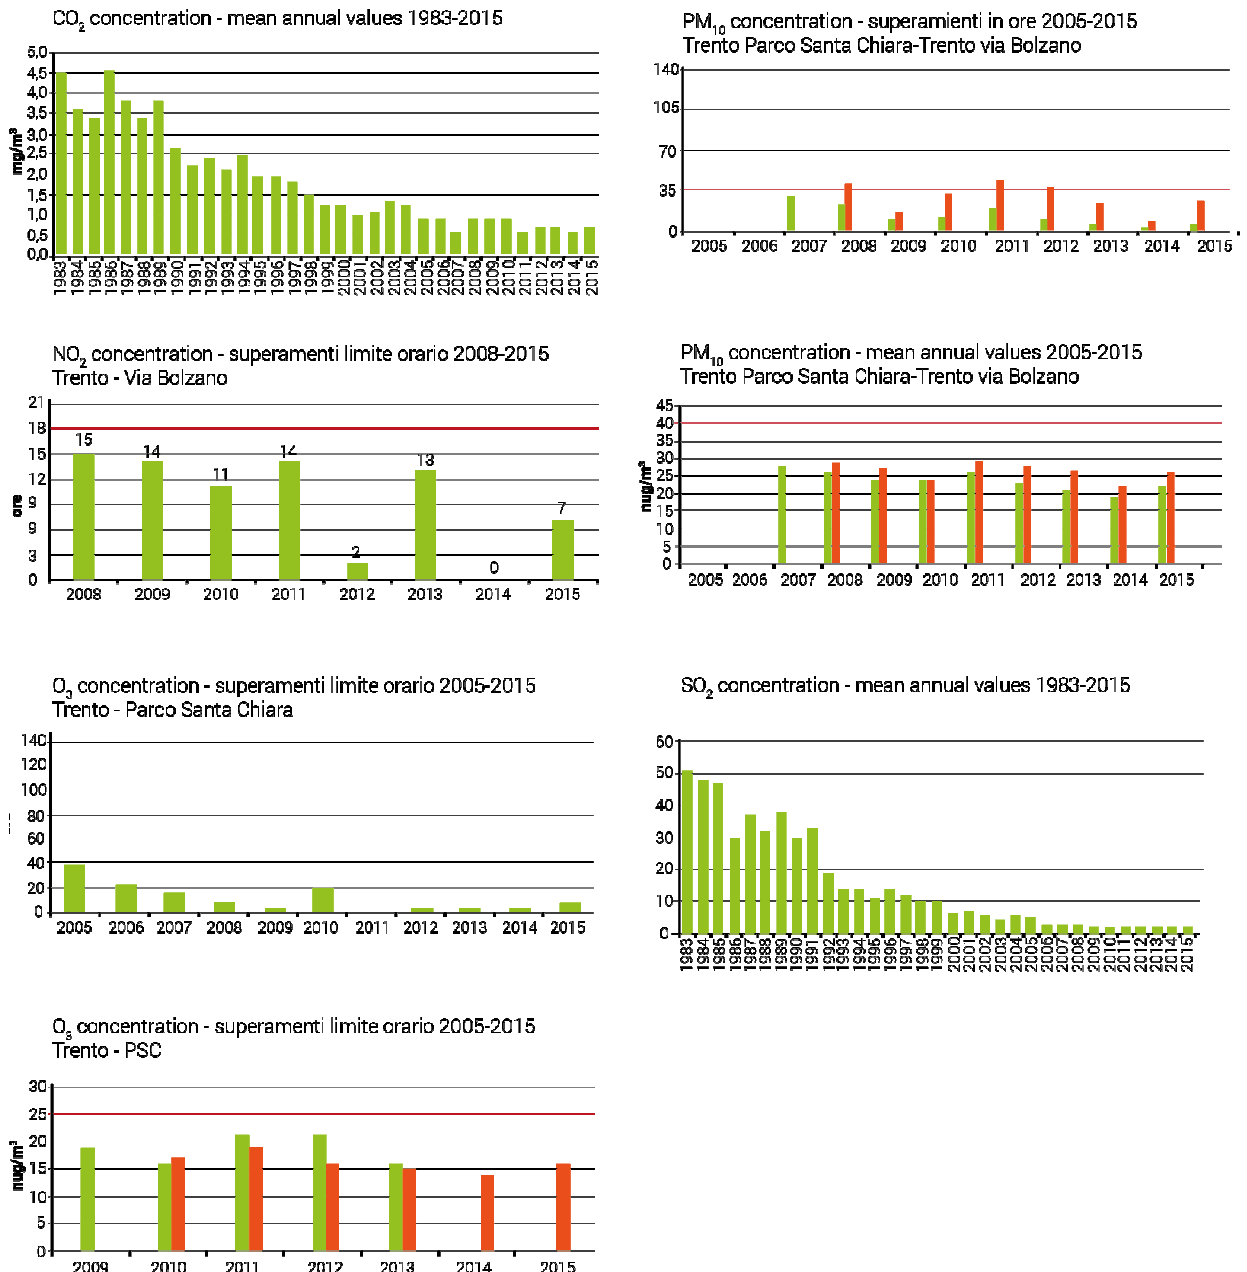 CO2 concentration - mean annual values 1983-2015
5,0
4,5
4,0
3,5
3,0
2,5
2,0
1,5
1,0
0,5
0,0
mg/m³
1983 1984 1985 1986 1987 1988 1989 1990 1991 1992 1993 1994 1995 1996 1997 1998 1999 2000 2001 2002 2003 2004 2005 2006 2007 2008 2009 2010 2011 2012 2013 2014 2015
PM10 concentration - superamienti in ore 2005-2015
Trento Parco Santa Chiara-Trento via Bolzano
140
105
70
35
0
2005 2006 2007 2008 2009 2010 2011 2012 2013 2014 2015
NO2 concentration - superamenti limite orario 2008-2015
Trento - Via Bolzano
21
18
15
12
9
9
3
0
ore
15 14 11 14 2 13 0 7
2008 2009 2010 2011 2012 2013 2014 2015
PM10 concentration - mean annual values 2005-2015
Trento Parco Santa Chiara-Trento via Bolzano
45
40
35
30
25
20
15
10
5
0
nug/m³
2005 2006 2007 2008 2009 2010 2011 2012 2013 2014 2015
O3 concentration - superamenti limite orario 2005-2015
Trento - Parco Santa Chiara
140
120
100
80
60
40
20
0
2005 2006 2007 2008 2009 2010 2011 2012 2013 2014 2015
SO2 concentration - mean annual values 1983-2015
60
50
40
30
20
10
0
1983 1984 1985 1986 1987 1988 1989 1990 1991 1992 1993 1994 1995 1996 1997 1998 1999 2000 2001 2002 2003 2004 2005 2006 2007 2008 2009 2010 2011 2012 2013 2014 2015
O8 concentration - superamenti limite orario 2005-2015
Trento - PSC
30
25
20
15
10
5
0
nug/m³
2009 2010 2011 2012 2013 2014 2015